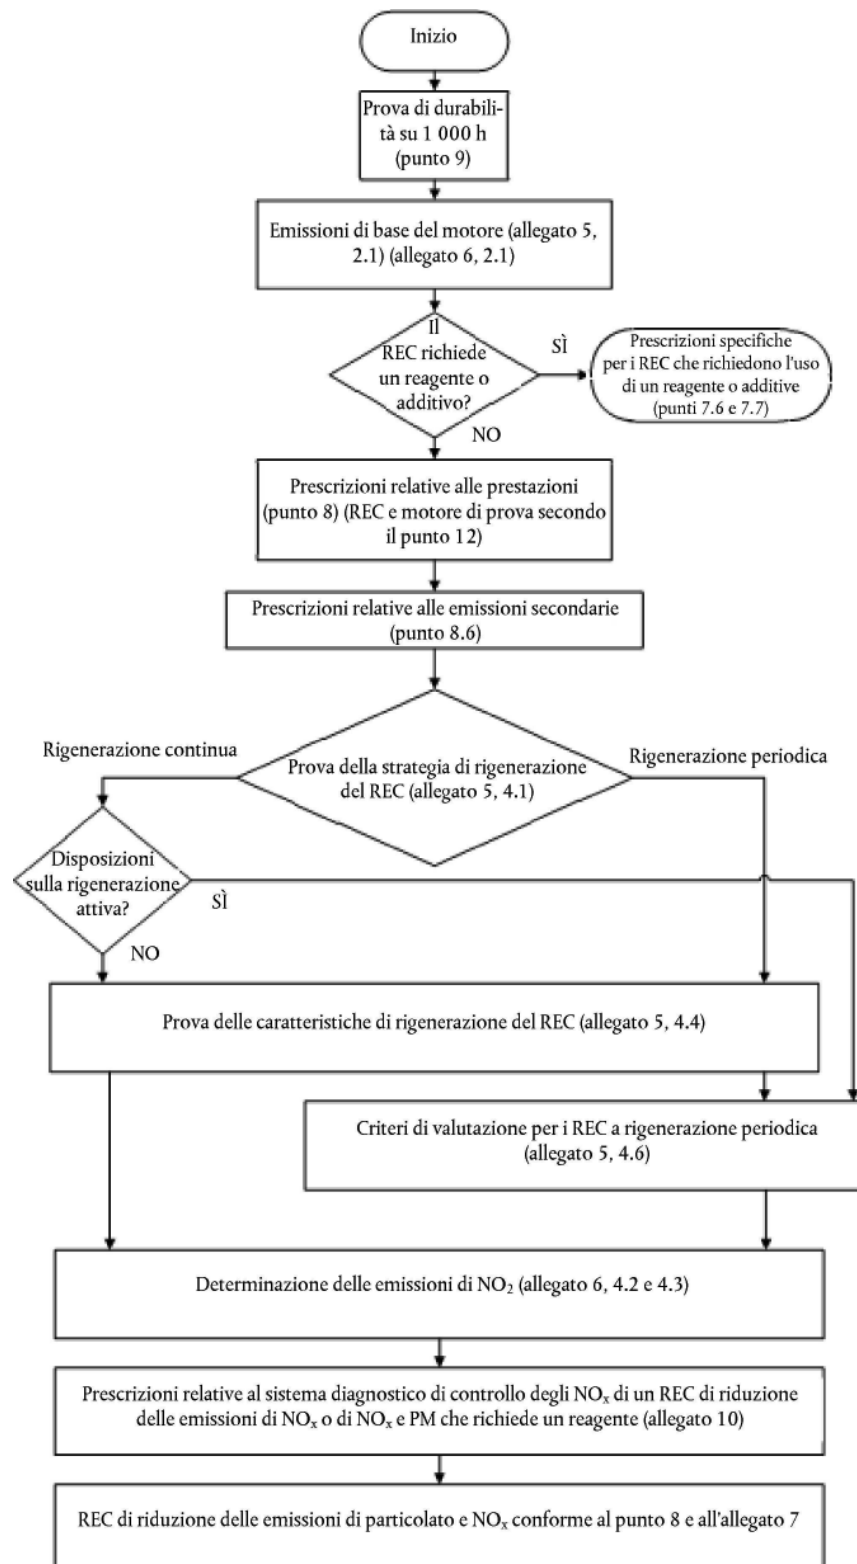 Inizio
Prova di durabili-
tà su 1 000 h
(punto 9)
Emissioni di base del motore (allegato 5,
2.1) (allegato 6, 2.1)
Il
REC richiede
un reagente o
additivo?
SÌ
Prescrizioni specifiche
per i REC che richiedono l'uso
di un reagente o additive
(punti 7.6 e 7.7)
NO
Prescrizioni relative alle prestazioni
(punto 8) (REC e motore di prova secondo
il punto 12)
Prescrizioni relative alle emissioni secondarie
(punto 8.6)
Rigenerazione continua
Prova della strategia di rigenerazione
del REC (allegato 5, 4.1)
Rigenerazione periodica
Disposizioni
sulla rigenerazione
attiva?
SÌ
NO
Prova delle caratteristiche di rigenerazione del REC (allegato 5, 4.4)
Criteri di valutazione per i REC a rigenerazione periodica
(allegato 5, 4.6)
Determinazione delle emissioni di NO₂ (allegato 6, 4.2 e 4.3)
Prescrizioni relative al sistema diagnostico di controllo degli NOₓ di un REC di riduzione
delle emissioni di NOₓ o di NOₓ e PM che richiede un reagente (allegato 10)
REC di riduzione delle emissioni di particolato e NOₓ conforme al punto 8 e all'allegato 7